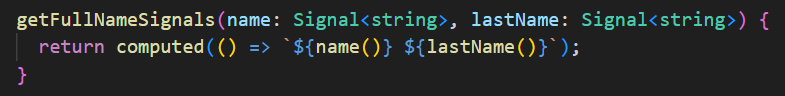 getFullNameSignals(name: Signal<string>, lastName: Signal<string>) {
  return computed(() => `${name()} ${lastName()}`);
}